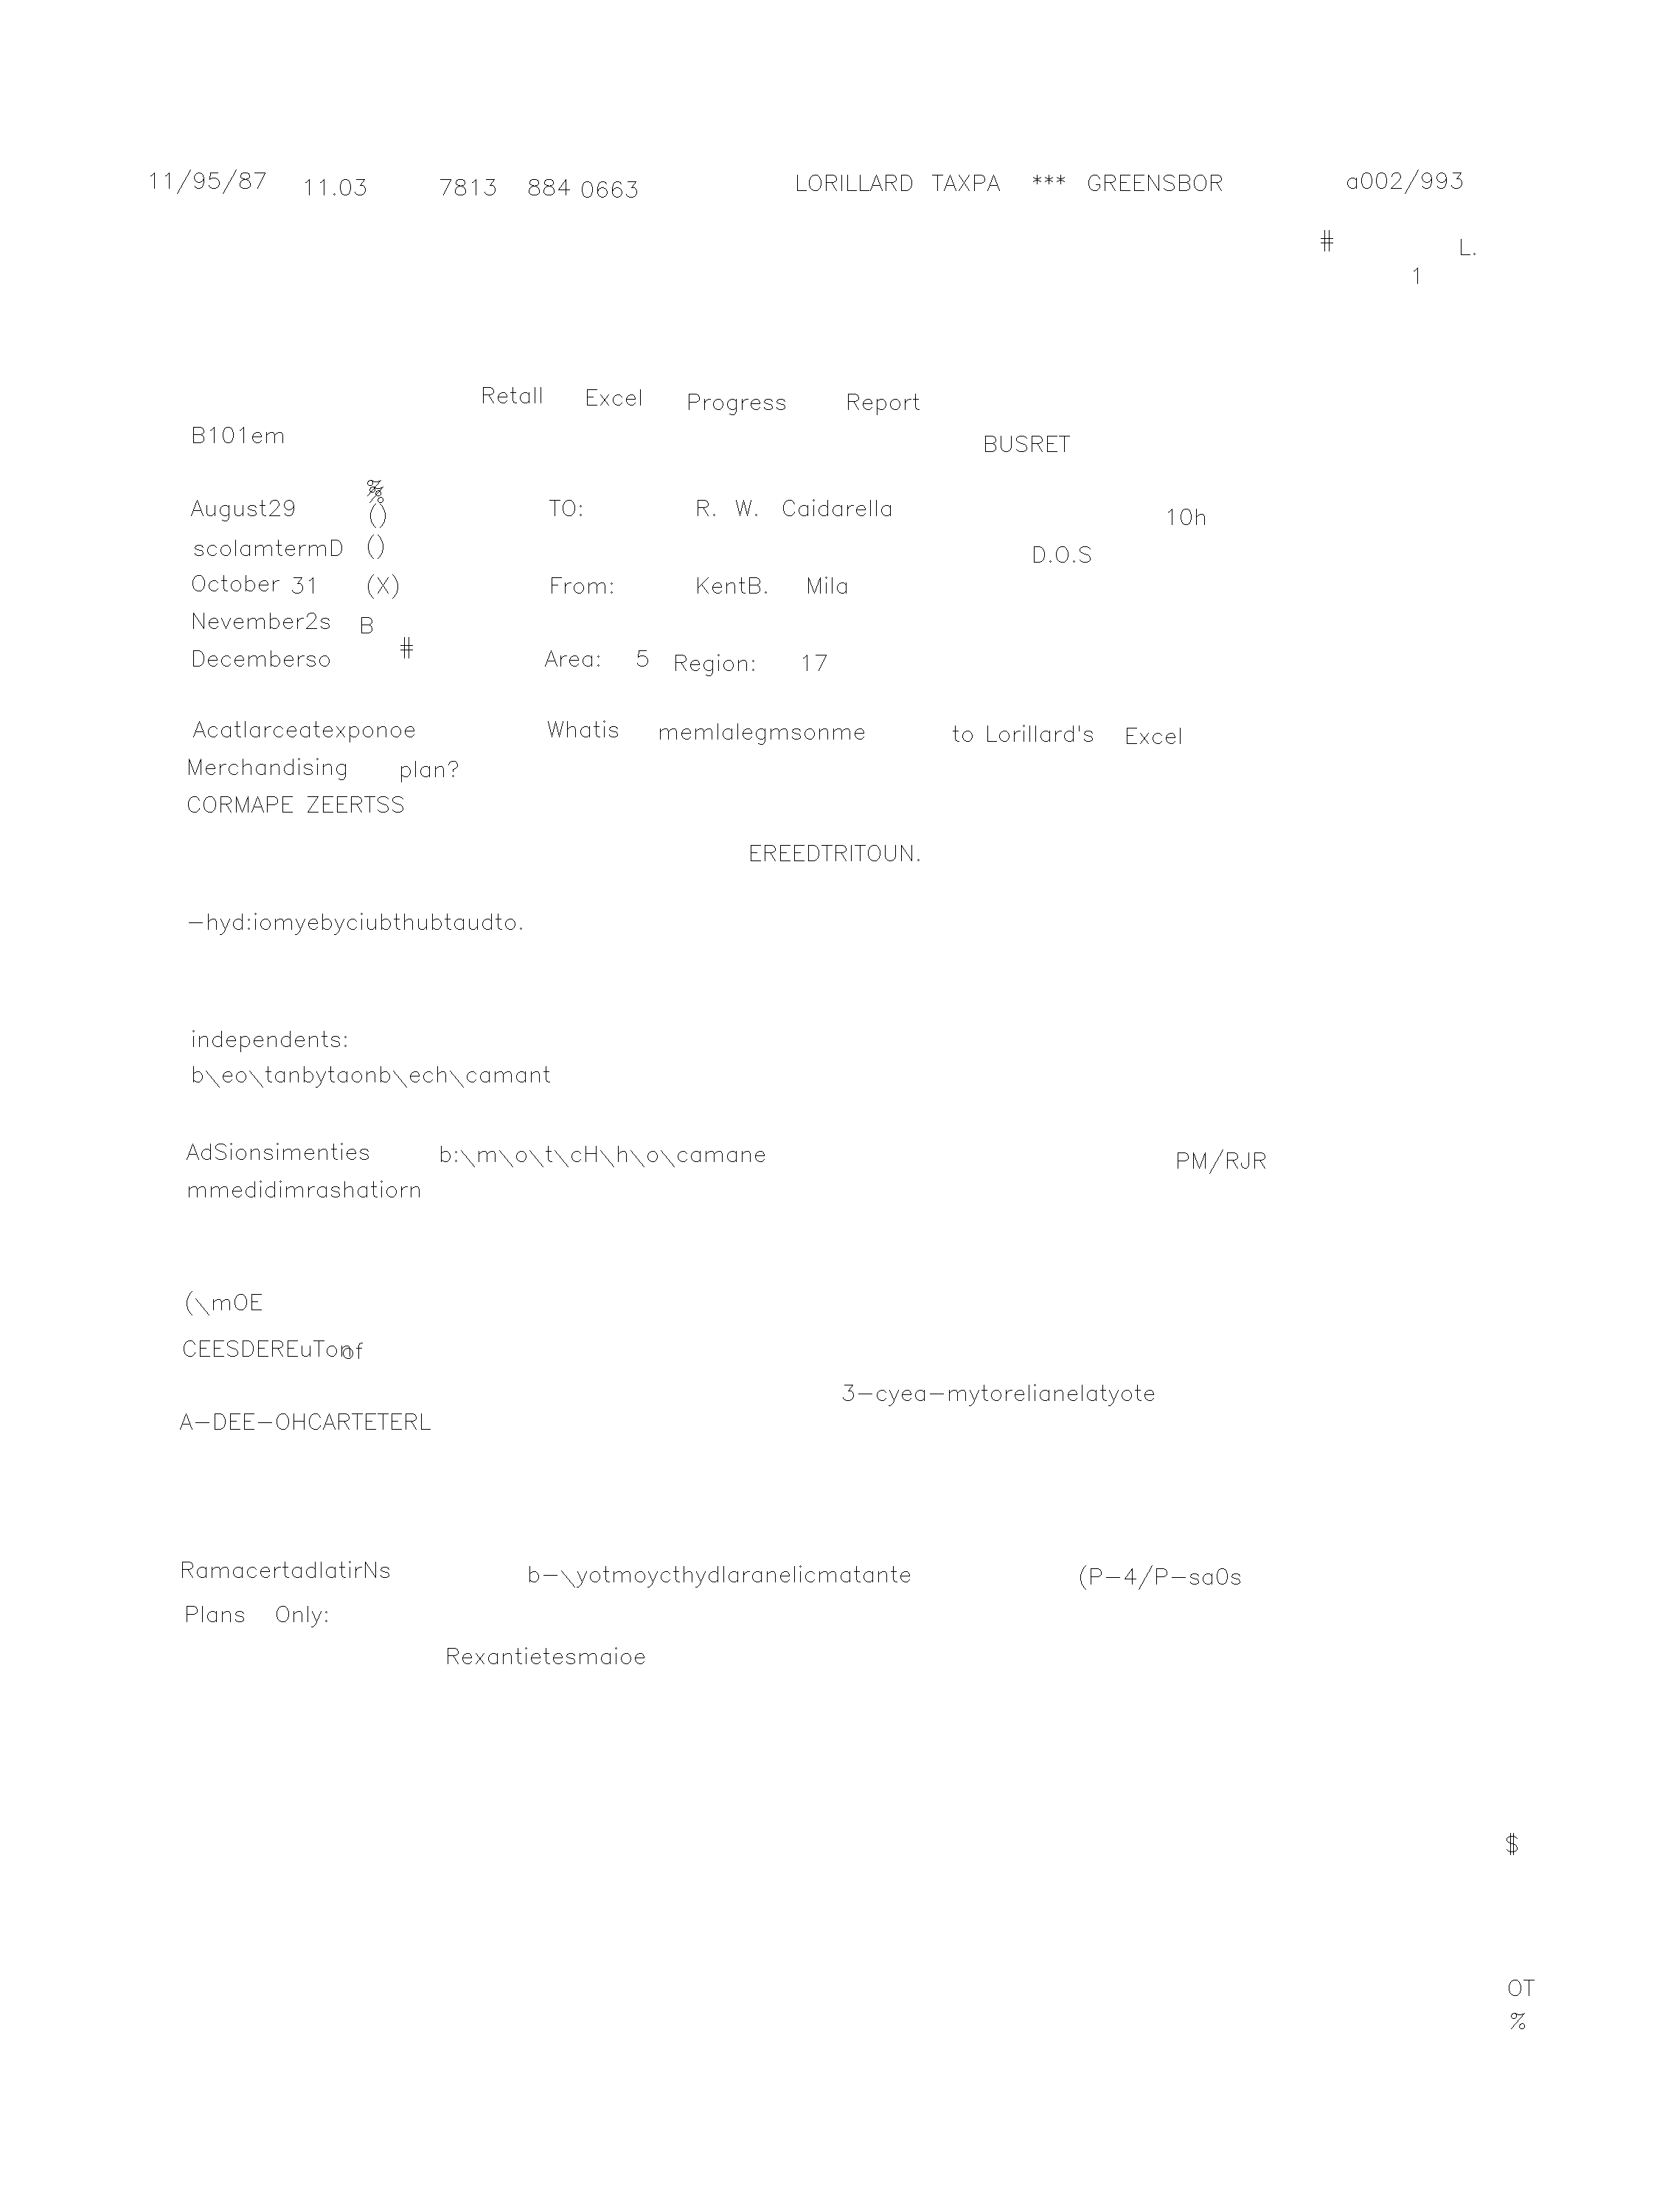 11/95/87 11.03 7813 884 0663 LORILLARD TAXPA *** GREENSBOR a002/993
# L.
1
Retall Excel Progress Report
B101em BUSRET
%
%
August29 () TO: R. W. Caidarella 10h
scolamtermD () D.O.S
October 31 (X) From: KentB. Mila
Nevember2s B
#
Decemberso Area: 5 Region: 17
Acatlarceatexponoe Whatis memlalegmsonme to Lorillard's Excel
Merchandising plan?
CORMAPE ZEERTSS
EREEDTRITOUN.
-hyd:iomyebyciubthubtaudto.
independents:
b\eo\tanbytaonb\ech\camant
AdSionsimenties b:\m\o\t\cH\h\o\camane PM/RJR
mmedidimrashatiorn
(\mOE
CEESDEREuTon of
3-cyea-mytorelianelatyote
A-DEE-OHCARTETERL
RamacertadlatirNs b-\yotmoycthydlaranelicmatante (P-4/P-sa0s
Plans Only:
Rexantietesmaioe
$
OT
%